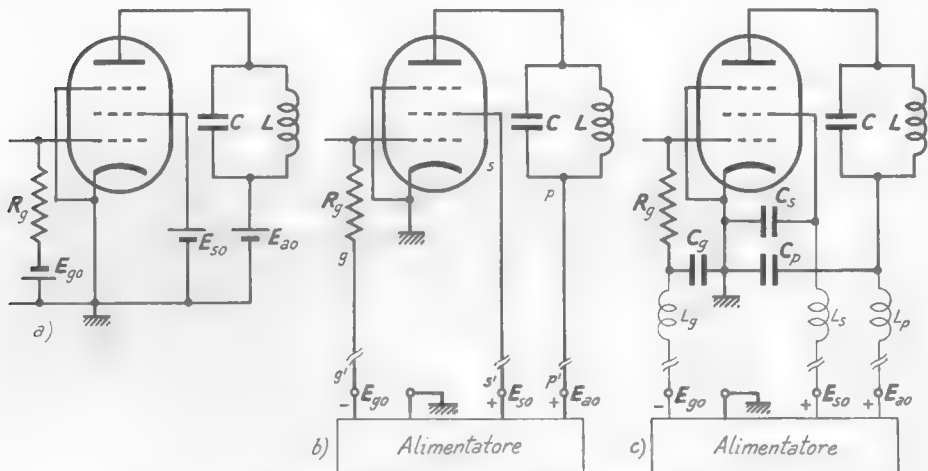 C
L
R_g
E_go
E_so
E_ao
a)
C
L
s
p
R_g
g
g'
s'
p'
- E_go
+ E_so
+ E_ao
b)
Alimentatore
C
L
R_g
C_s
C_g
C_p
L_g
L_s
L_p
- E_go
+ E_so
+ E_ao
c)
Alimentatore